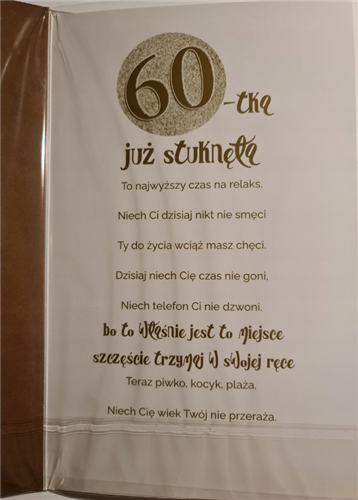 60-tka
już stuknęła
To najwyższy czas na relaks.
Niech Ci dzisiaj nikt nie smęci
Ty do życia wciąż masz chęci.
Dzisiaj niech Cię czas nie goni,
Niech telefon Ci nie dzwoni.
bo to właśnie jest to miejsce
szczęście trzymaj w swojej ręce
Teraz piwko, kocyk, plaża,
Niech Cię wiek Twój nie przeraża.